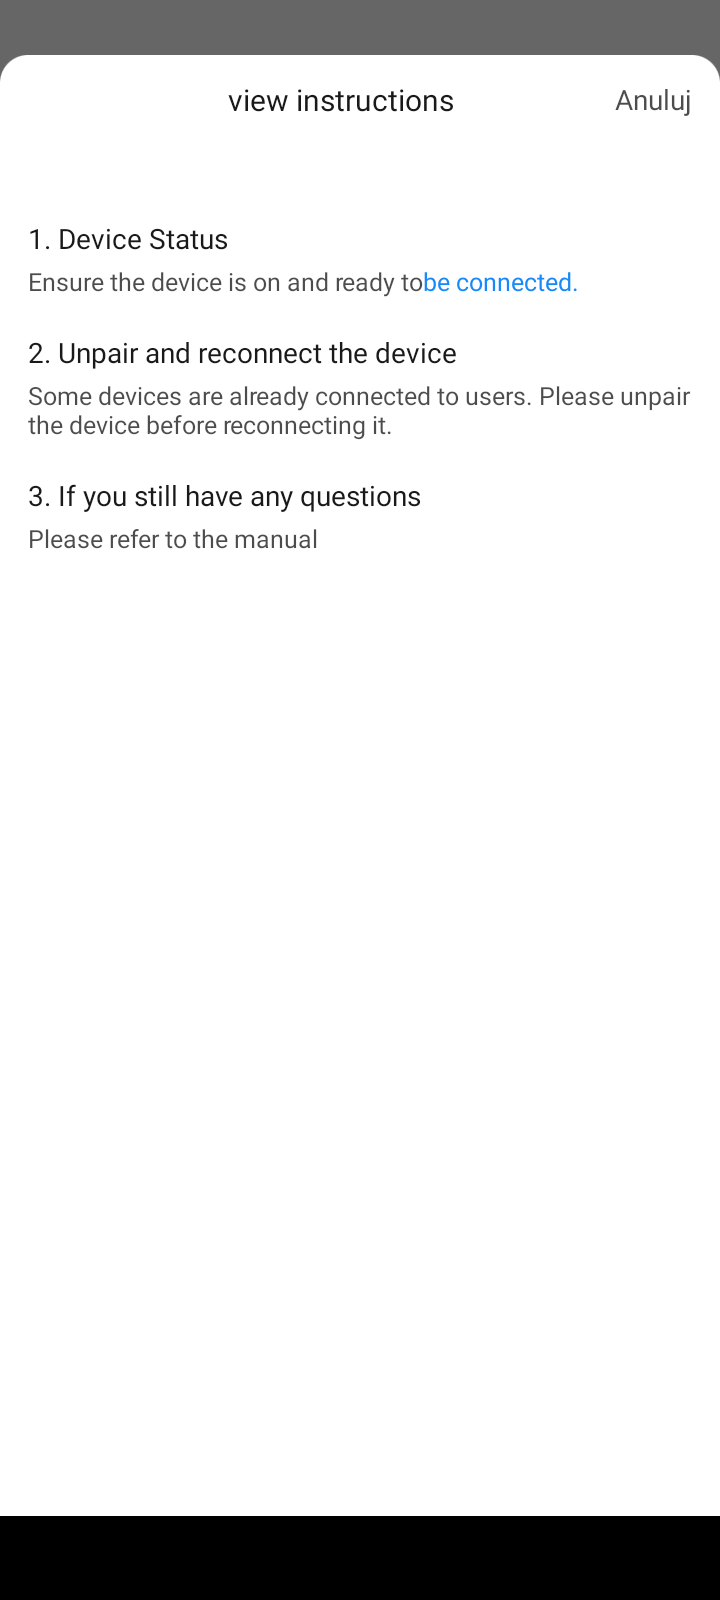 view instructions
Anuluj
1. Device Status
Ensure the device is on and ready tobe connected.
2. Unpair and reconnect the device
Some devices are already connected to users. Please unpair
the device before reconnecting it.
3. If you still have any questions
Please refer to the manual